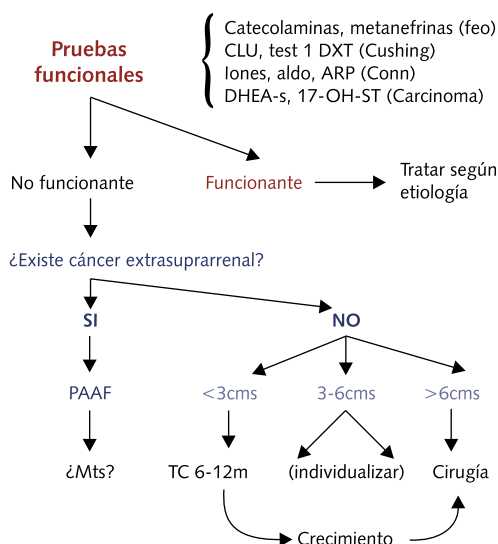 Pruebas
funcionales
Catecolaminas, metanefrinas (feo)
CLU, test 1 DXT (Cushing)
Iones, aldo, ARP (Conn)
DHEA-s, 17-OH-ST (Carcinoma)
No funcionante
Funcionante
Tratar según
etiología
¿Existe cáncer extrasuprarrenal?
SI
NO
PAAF
<3cms
3-6cms
>6cms
¿Mts?
TC 6-12m
(individualizar)
Cirugía
Crecimiento